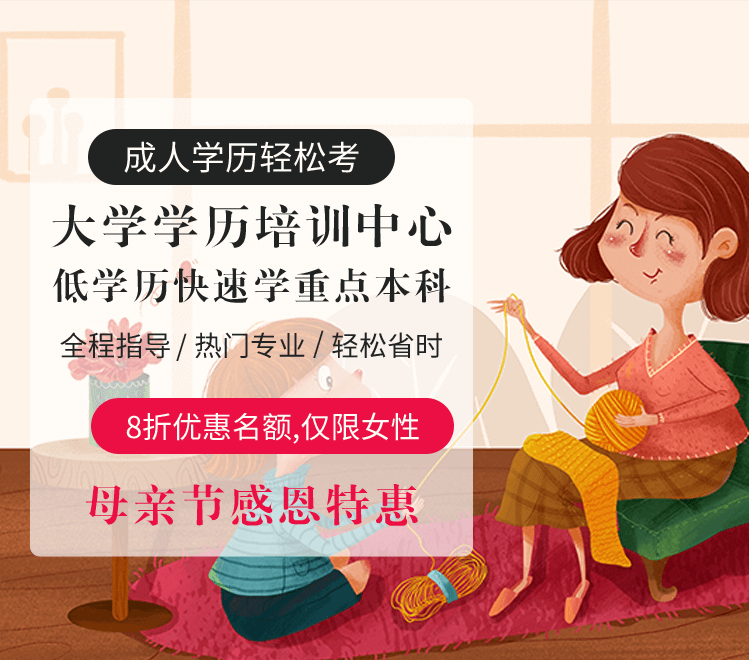 成人学历轻松考
大学学历培训中心
低学历快速学重点本科
全程指导 / 热门专业 / 轻松省时
8折优惠名额,仅限女性
母亲节感恩特惠